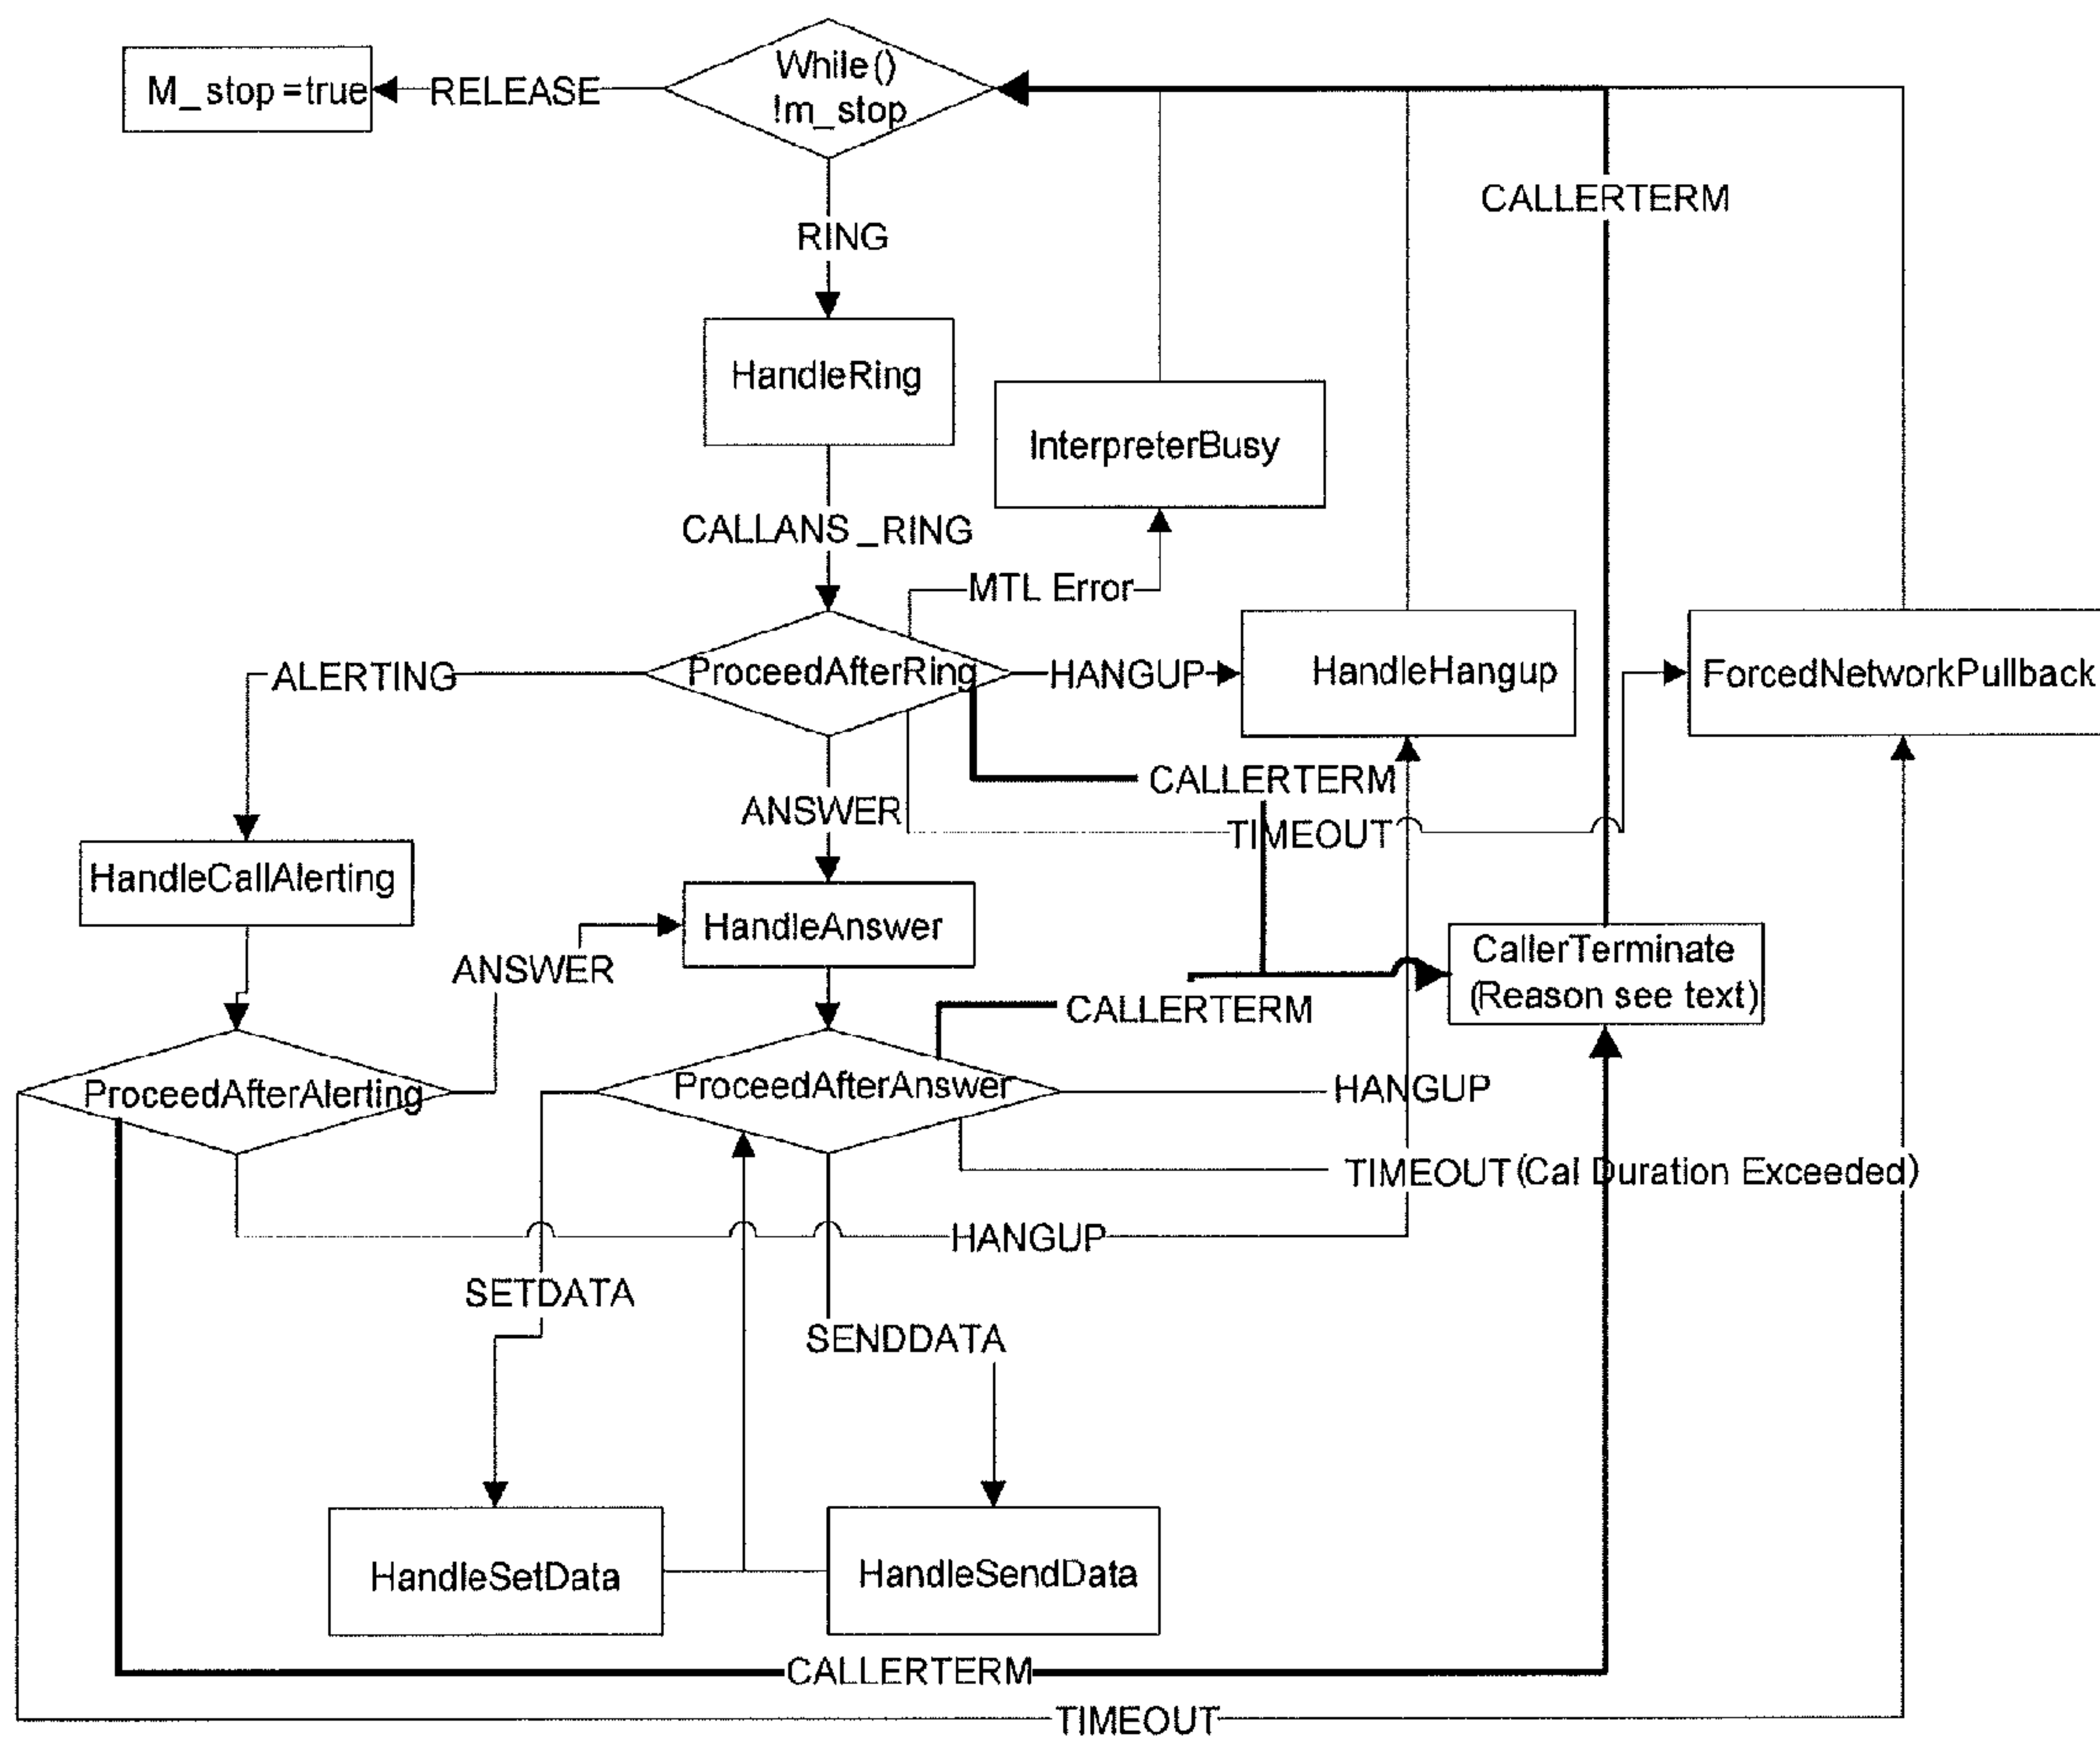 While()
!m_stop
M_stop=true
RELEASE
CALLERTERM
RING
HandleRing
InterpreterBusy
CALLANS_RING
MTL Error
ALERTING
ProceedAfterRing
HANGUP
HandleHangup
ForcedNetworkPullback
CALLERTERM
ANSWER
TIMEOUT
HandleCallAlerting
HandleAnswer
ANSWER
CallerTerminate
(Reason see text)
CALLERTERM
ProceedAfterAlerting
ProceedAfterAnswer
HANGUP
TIMEOUT (Cal Duration Exceeded)
HANGUP
SETDATA
SENDDATA
HandleSetData
HandleSendData
CALLERTERM
TIMEOUT